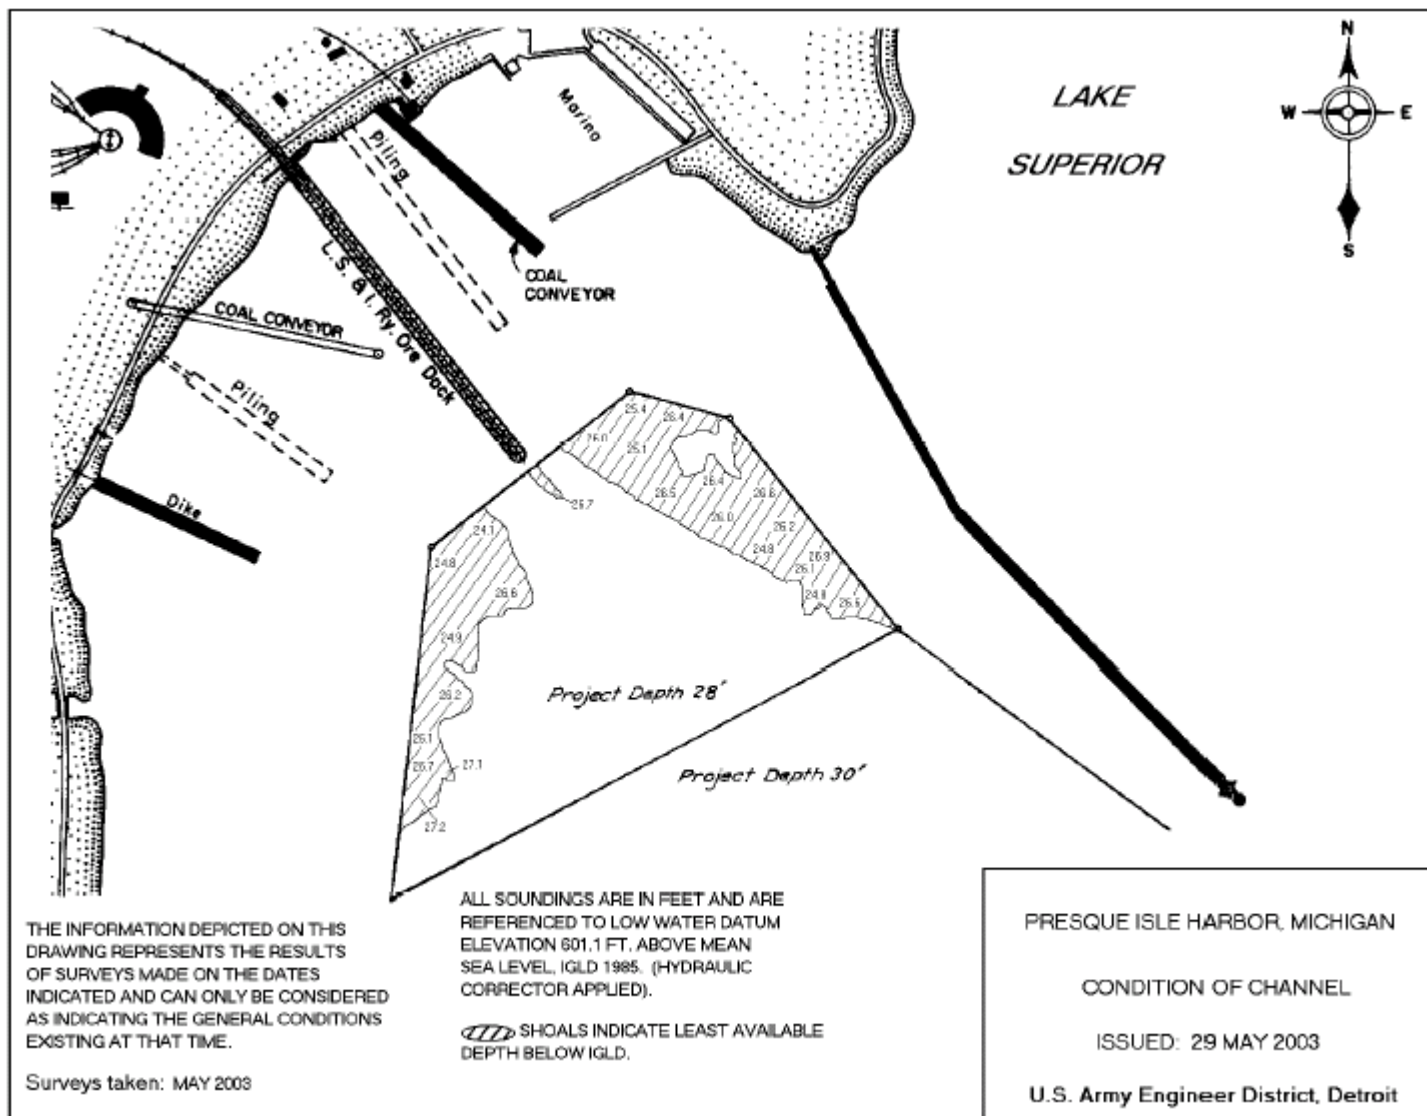 N
W
E
S
LAKE
SUPERIOR
Marina
Piling
COAL
CONVEYOR
L. S. & I. Ry. Ore Dock
COAL CONVEYOR
Piling
Dike
25.4
26.4
26.0
25.1
26.4
26.5
26.6
26.7
26.0
26.2
24.1
24.8
26.9
24.8
26.1
26.6
24.8
26.5
24.9
26.2
Project Depth 28'
26.1
26.7
27.1
Project Depth 30'
27.2
THE INFORMATION DEPICTED ON THIS
DRAWING REPRESENTS THE RESULTS
OF SURVEYS MADE ON THE DATES
INDICATED AND CAN ONLY BE CONSIDERED
AS INDICATING THE GENERAL CONDITIONS
EXISTING AT THAT TIME.
Surveys taken: MAY 2003
ALL SOUNDINGS ARE IN FEET AND ARE
REFERENCED TO LOW WATER DATUM
ELEVATION 601.1 FT. ABOVE MEAN
SEA LEVEL, IGLD 1985. (HYDRAULIC
CORRECTOR APPLIED).
SHOALS INDICATE LEAST AVAILABLE
DEPTH BELOW IGLD.
PRESQUE ISLE HARBOR, MICHIGAN
CONDITION OF CHANNEL
ISSUED: 29 MAY 2003
U.S. Army Engineer District, Detroit